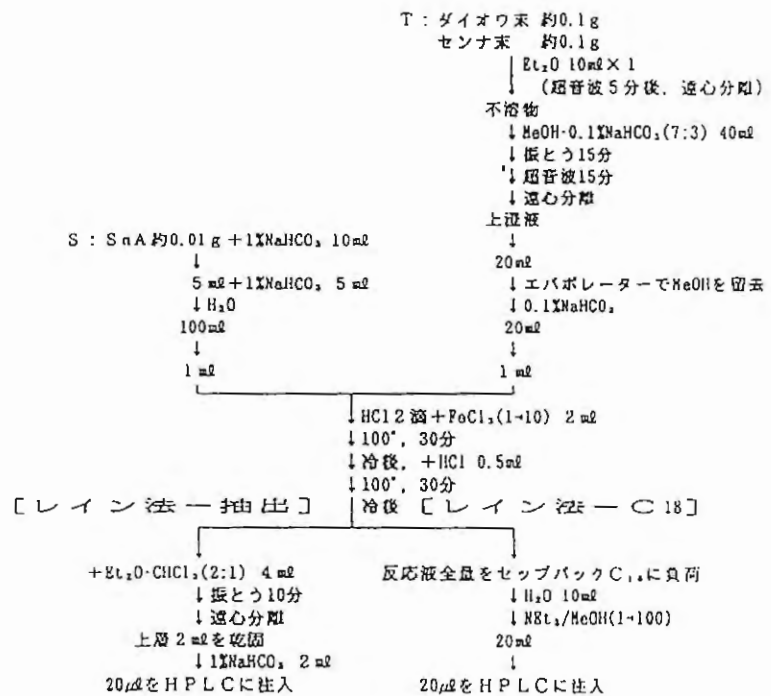 T：ダイオウ末 約0.1g
センナ末 約0.1g
↓Et₂O 10ml×1
(超音波5分後、遠心分離)
不溶物
↓MeOH-0.1%NaHCO₃(7:3) 40ml
↓振とう15分
↓超音波15分
↓遠心分離
上澄液
↓
20ml
↓エバポレーターでMeOHを留去
↓0.1%NaHCO₃
20ml
↓
1ml
S：SnA約0.01g＋1%NaHCO₃ 10ml
↓
5ml＋1%NaHCO₃ 5ml
↓H₂O
100ml
↓
1ml
↓HCl 2滴＋FeCl₃(1→10) 2ml
↓100°, 30分
↓冷後, ＋HCl 0.5ml
↓100°, 30分
冷後
[レイン法－抽出]
＋Et₂O-CHCl₃(2:1) 4ml
↓振とう10分
↓遠心分離
上層2mlを乾固
↓1%NaHCO₃ 2ml
20μlをHPLCに注入
[レイン法－C18]
反応液全量をセップパックC₁₈に負荷
↓H₂O 10ml
↓NEt₃/MeOH(1→100)
20ml
↓
20μlをHPLCに注入